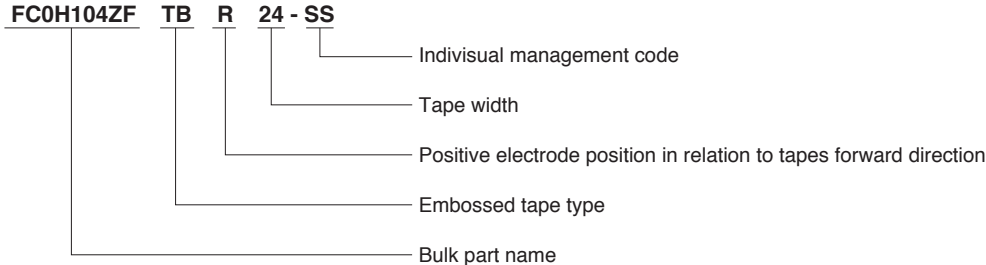 FC0H104ZF TB R 24 - SS
Indivisual management code
Tape width
Positive electrode position in relation to tapes forward direction
Embossed tape type
Bulk part name